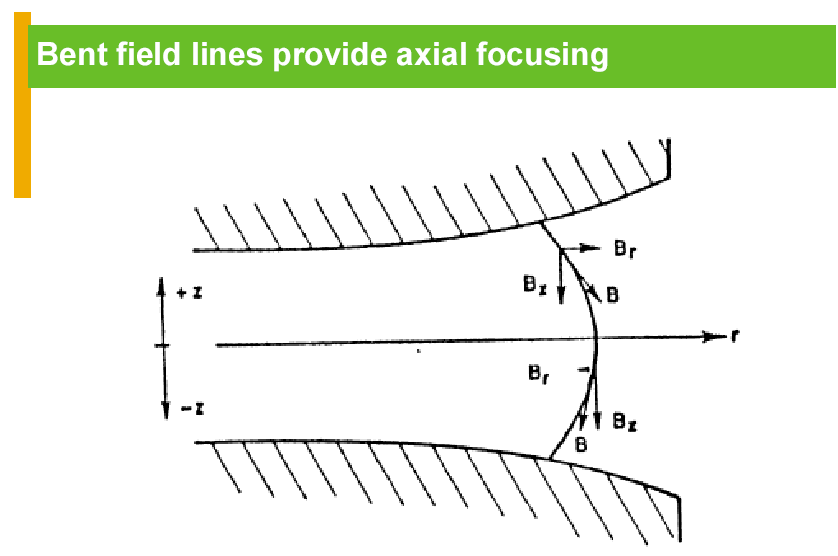 Bent field lines provide axial focusing
Br
Bz
B
+z
r
Br
-z
Bz
B